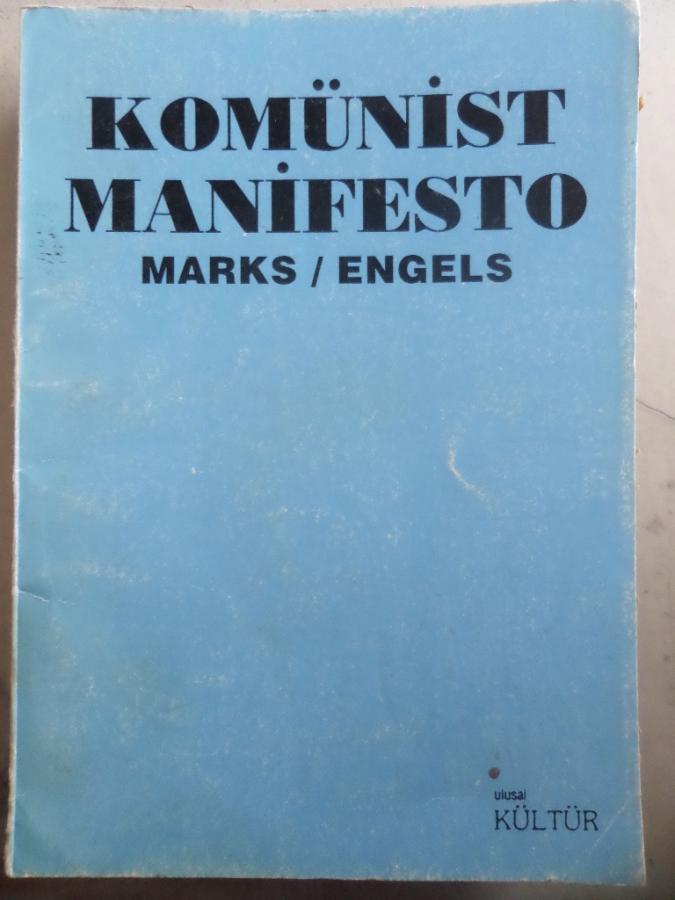 KOMÜNİST
MANİFESTO
MARKS / ENGELS
ulusal
KÜLTÜR